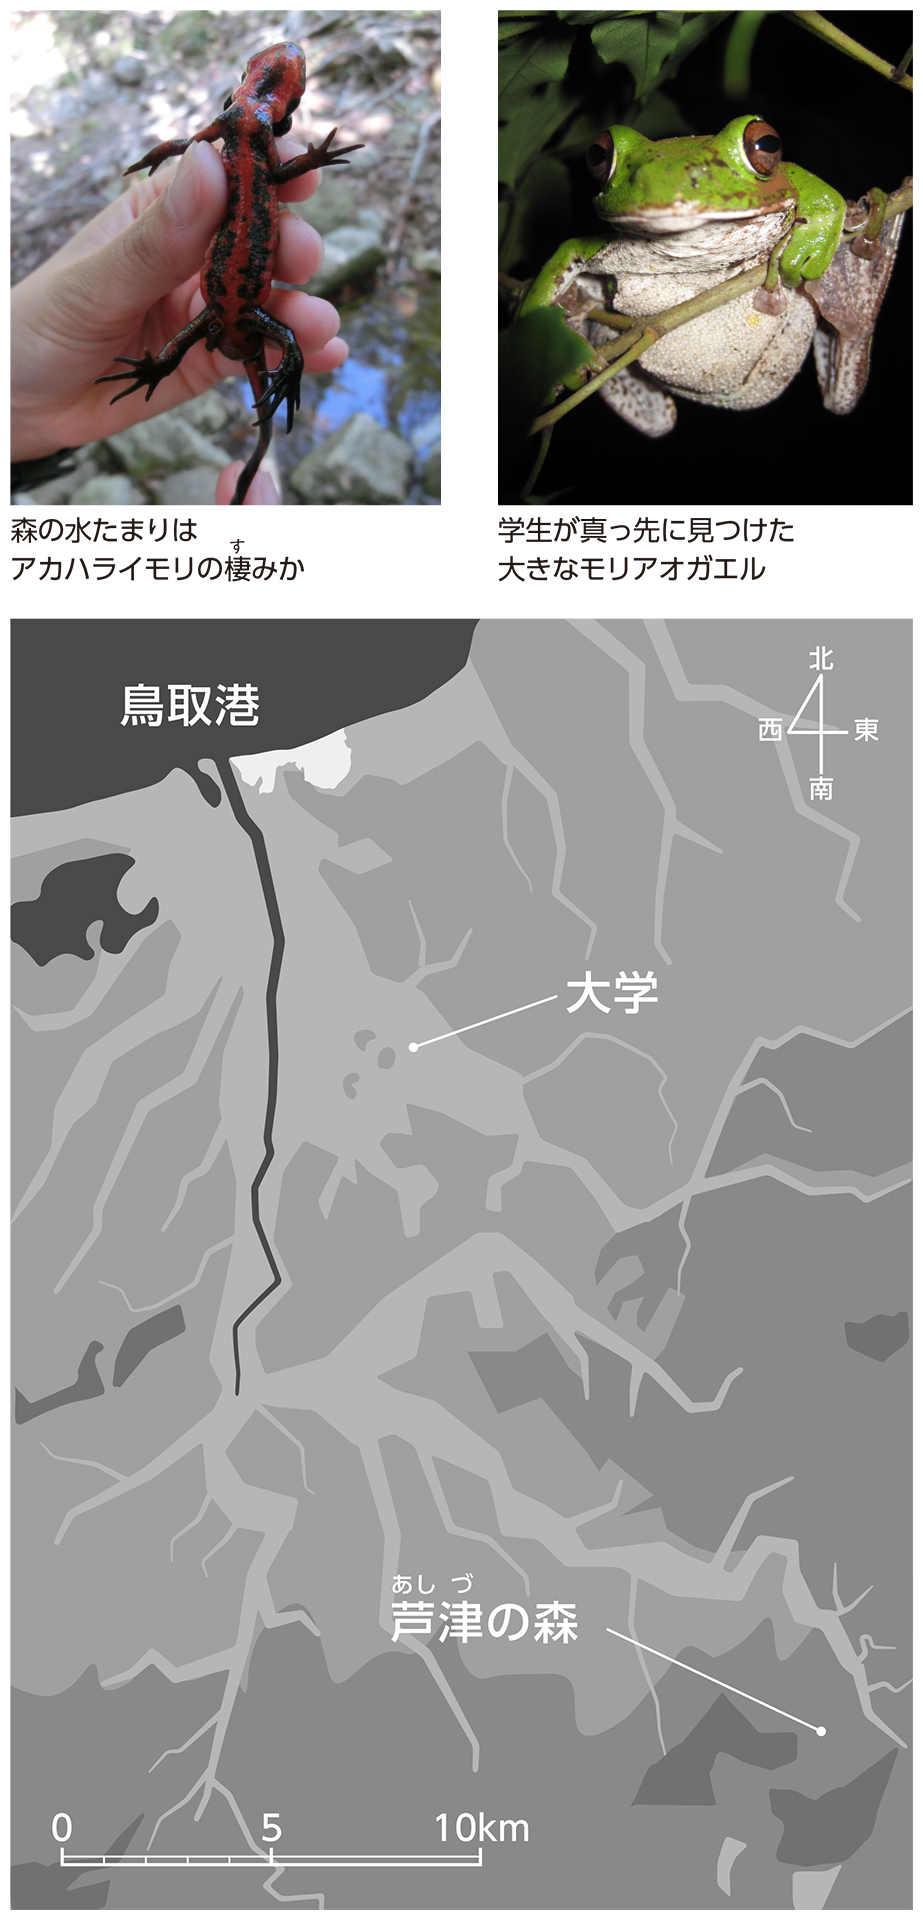 森の水たまりは
アカハライモリの棲みか
す
学生が真っ先に見つけた
大きなモリアオガエル
鳥取港
北
西
東
南
大学
あしづ
芦津の森
0 5 10km